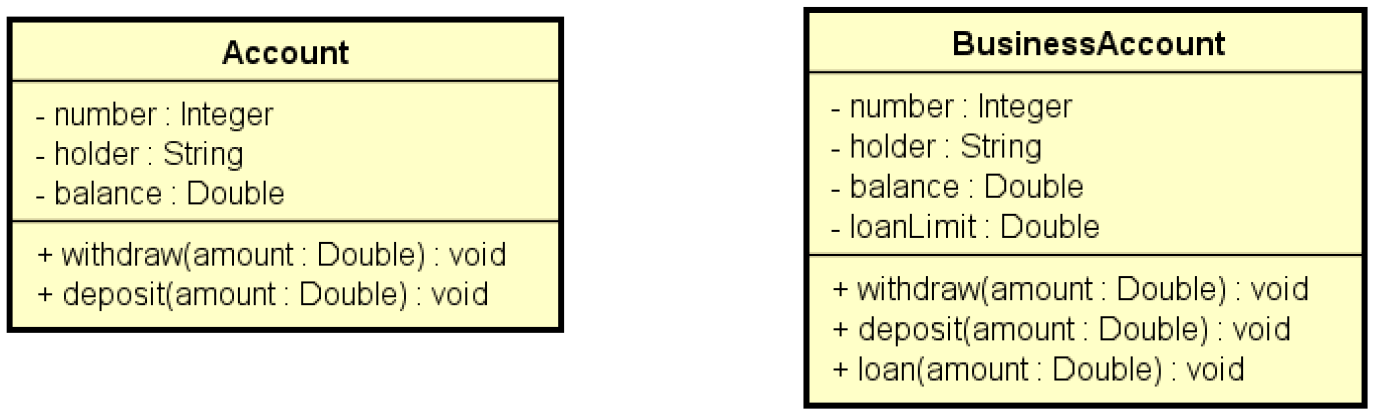 Account
- number : Integer
- holder : String
- balance : Double
+ withdraw(amount : Double) : void
+ deposit(amount : Double) : void
BusinessAccount
- number : Integer
- holder : String
- balance : Double
- loanLimit : Double
+ withdraw(amount : Double) : void
+ deposit(amount : Double) : void
+ loan(amount : Double) : void